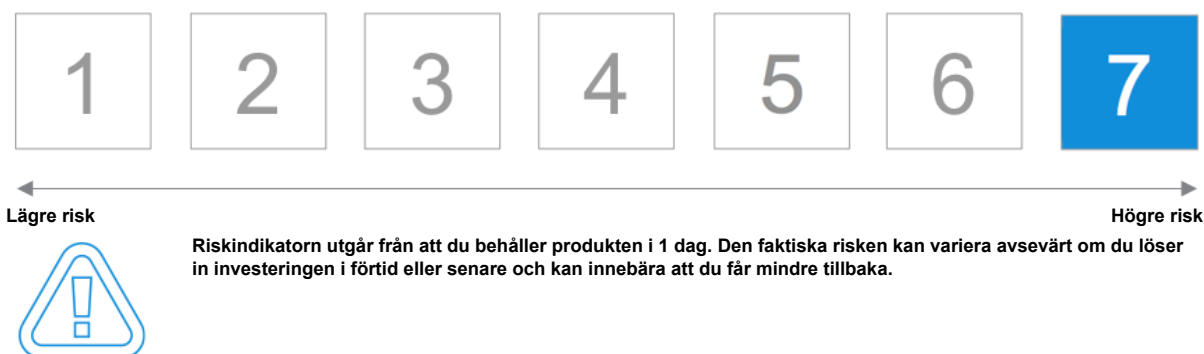 1 2 3 4 5 6 7
Lägre risk Högre risk
Riskindikatorn utgår från att du behåller produkten i 1 dag. Den faktiska risken kan variera avsevärt om du löser
in investeringen i förtid eller senare och kan innebära att du får mindre tillbaka.